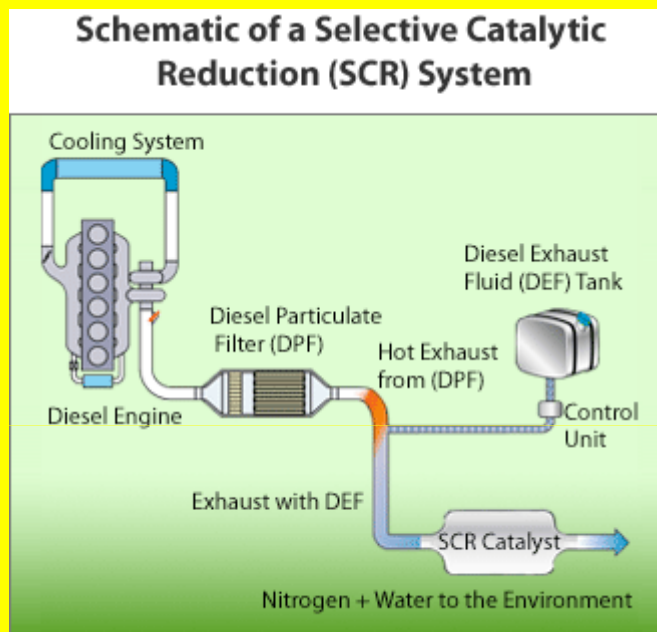 Schematic of a Selective Catalytic
Reduction (SCR) System
Cooling System
Diesel Exhaust
Fluid (DEF) Tank
Diesel Particulate
Filter (DPF)
Hot Exhaust
from (DPF)
Diesel Engine
Control
Unit
Exhaust with DEF
SCR Catalyst
Nitrogen + Water to the Environment